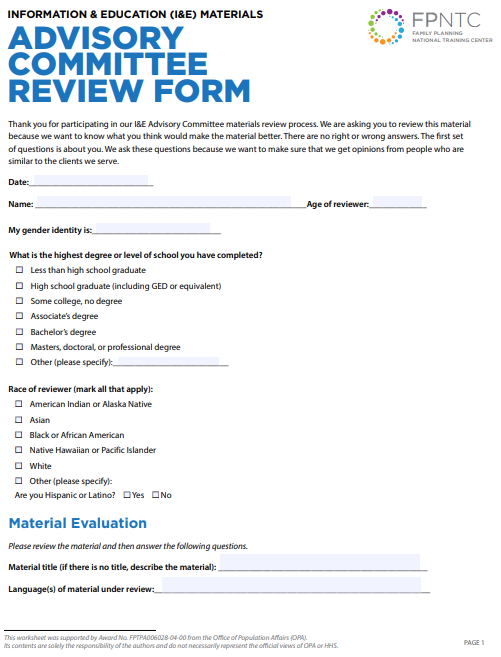 INFORMATION & EDUCATION (I&E) MATERIALS
ADVISORY
COMMITTEE
REVIEW FORM
FPNTC
FAMILY PLANNING
NATIONAL TRAINING CENTER
Thank you for participating in our I&E Advisory Committee materials review process. We are asking you to review this material
because we want to know what you think would make the material better. There are no right or wrong answers. The first set
of questions is about you. We ask these questions because we want to make sure that we get opinions from people who are
similar to the clients we serve.
Date:
Name: Age of reviewer:
My gender identity is:
What is the highest degree or level of school you have completed?
☐ Less than high school graduate
☐ High school graduate (including GED or equivalent)
☐ Some college, no degree
☐ Associate's degree
☐ Bachelor's degree
☐ Masters, doctoral, or professional degree
☐ Other (please specify):
Race of reviewer (mark all that apply):
☐ American Indian or Alaska Native
☐ Asian
☐ Black or African American
☐ Native Hawaiian or Pacific Islander
☐ White
☐ Other (please specify):
Are you Hispanic or Latino? ☐ Yes ☐ No
Material Evaluation
Please review the material and then answer the following questions.
Material title (if there is no title, describe the material):
Language(s) of material under review:
This worksheet was supported by Award No. FPTPA006028-04-00 from the Office of Population Affairs (OPA).
Its contents are solely the responsibility of the authors and do not necessarily represent the official views of OPA or HHS.
PAGE 1